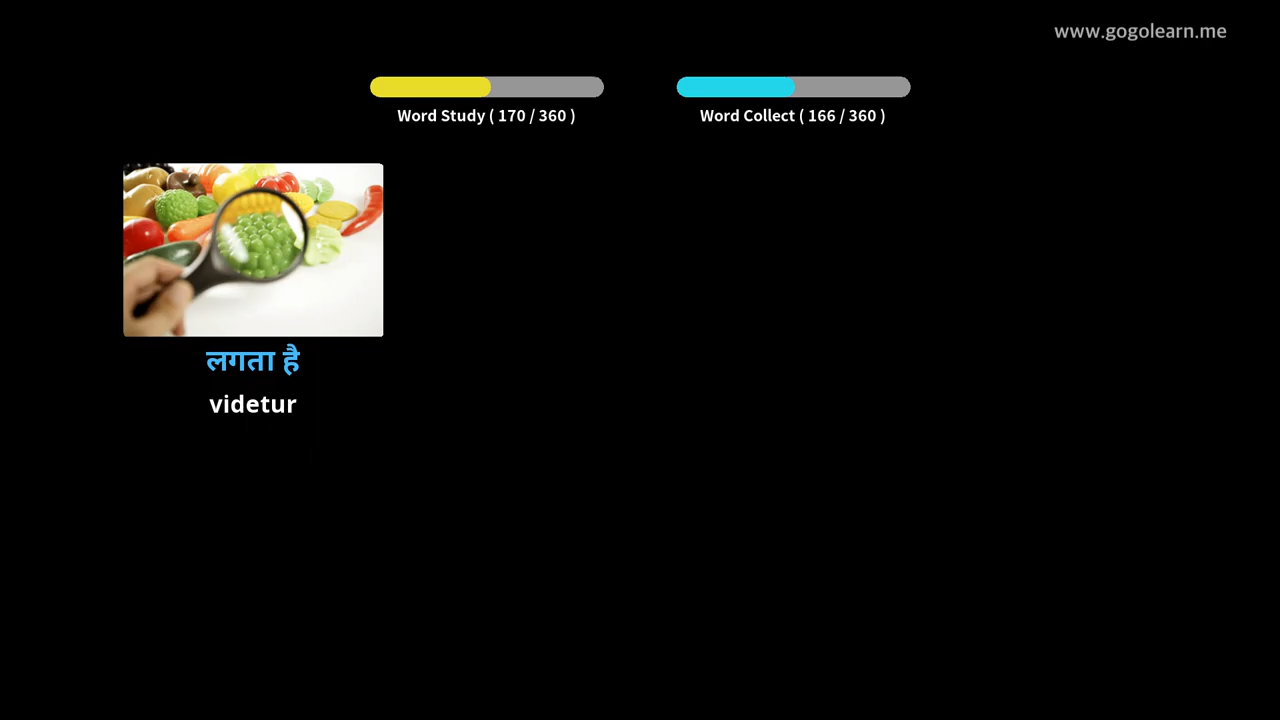 www.gogolearn.me
Word Study ( 170 / 360 )
Word Collect ( 166 / 360 )
लगता है
videtur